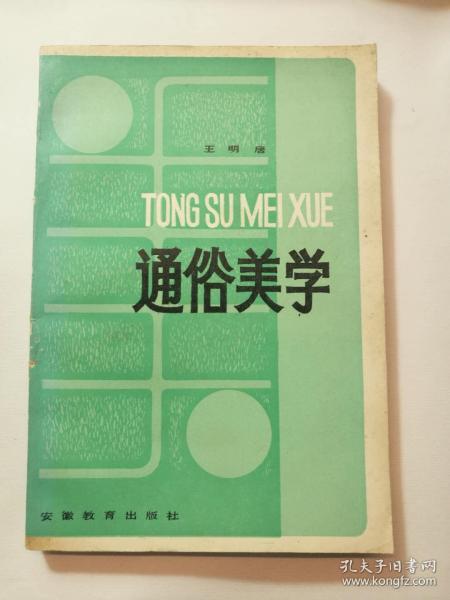 王明居
TONG SU MEI XUE
通俗美学
安徽教育出版社
孔夫子旧书网
www.kongfz.com